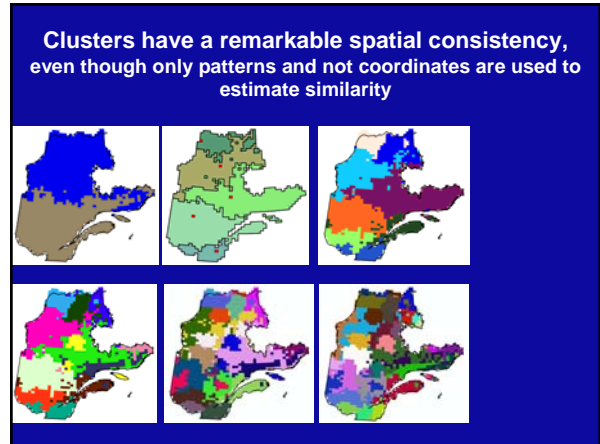 Clusters have a remarkable spatial consistency,
even though only patterns and not coordinates are used to
estimate similarity